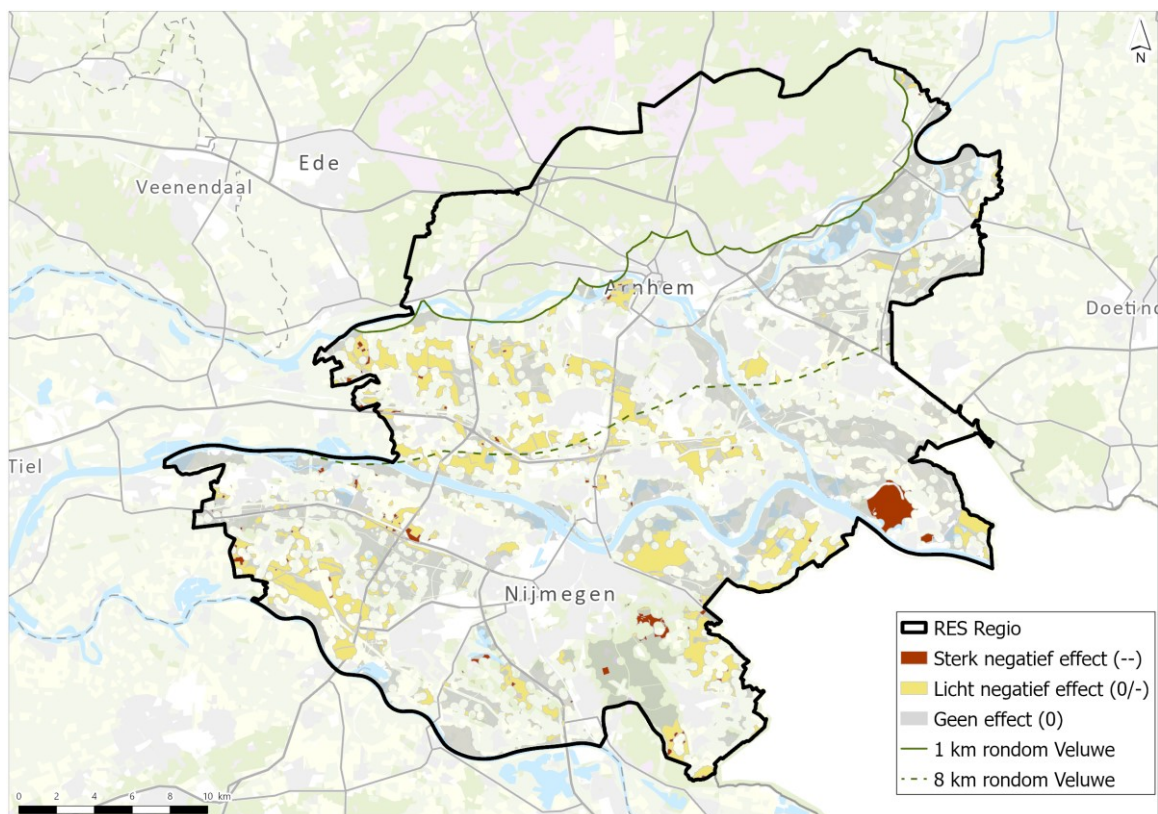 N
Ede
Veenendaal
Arnhem
Doetinc
Tiel
Nijmegen
RES Regio
Sterk negatief effect (--)
Licht negatief effect (0/-)
Geen effect (0)
1 km rondom Veluwe
8 km rondom Veluwe
0 2 4 6 8 10 km